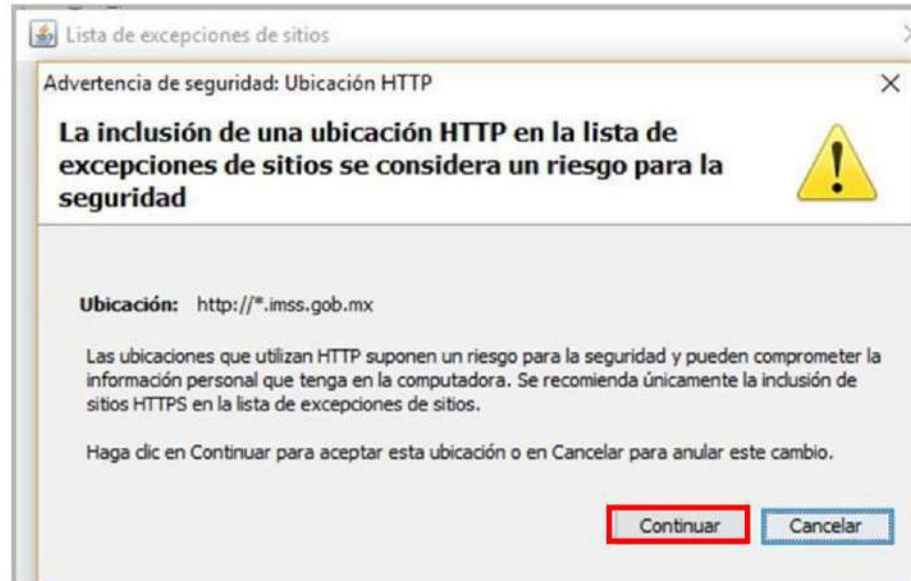 Lista de excepciones de sitios
Advertencia de seguridad: Ubicación HTTP
La inclusión de una ubicación HTTP en la lista de
excepciones de sitios se considera un riesgo para la
seguridad
Ubicación: http://*.imss.gob.mx
Las ubicaciones que utilizan HTTP suponen un riesgo para la seguridad y pueden comprometer la
información personal que tenga en la computadora. Se recomienda únicamente la inclusión de
sitios HTTPS en la lista de excepciones de sitios.
Haga clic en Continuar para aceptar esta ubicación o en Cancelar para anular este cambio.
Continuar Cancelar